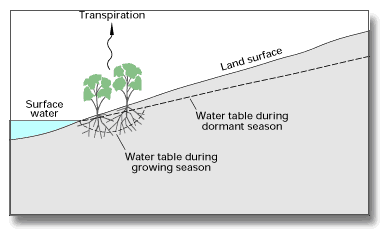 Transpiration
Land surface
Surface
water
Water table during
dormant season
Water table during
growing season